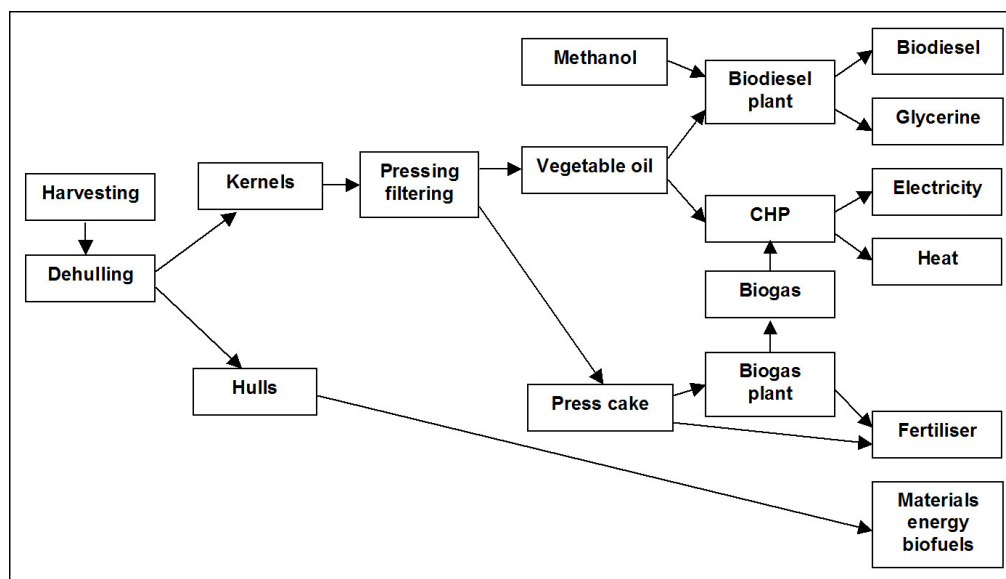 Methanol
Biodiesel
plant
Biodiesel
Glycerine
Harvesting
Kernels
Pressing
filtering
Vegetable oil
CHP
Electricity
Heat
Dehulling
Biogas
Hulls
Press cake
Biogas
plant
Fertiliser
Materials
energy
biofuels